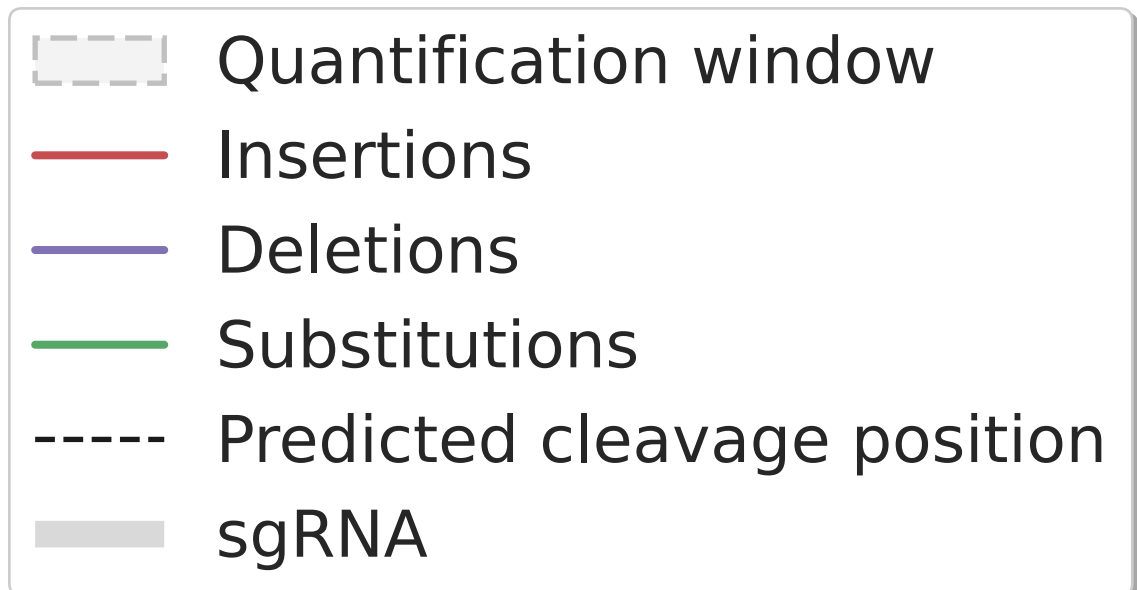 Quantification window
Insertions
Deletions
Substitutions
Predicted cleavage position
sgRNA